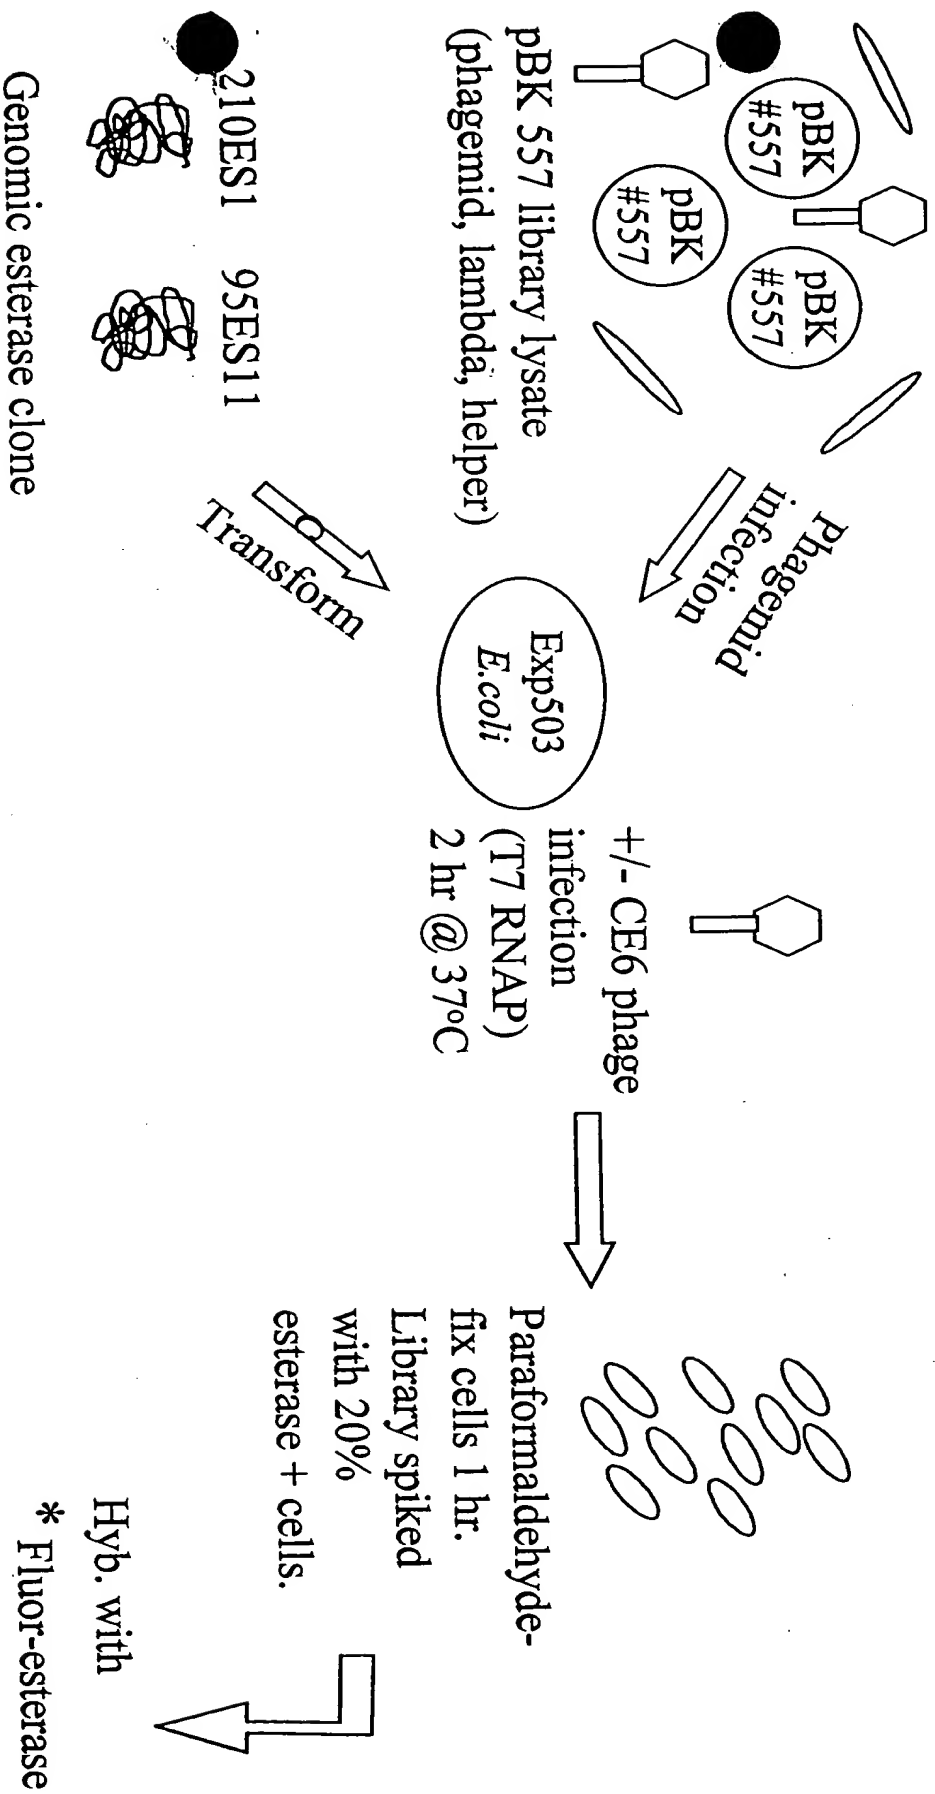 pBK
#557
pBK
#557
pBK
#557
pBK 557 library lysate
(phagemid, lambda, helper)
Phagemid
infection
210ES1 95ES11
Genomic esterase clone
Transform
Exp503
E.coli
+/- CE6 phage
infection
(T7 RNAP)
2 hr @ 37°C
Paraformaldehyde-
fix cells 1 hr.
Library spiked
with 20%
esterase + cells.
Hyb. with
* Fluor-esterase